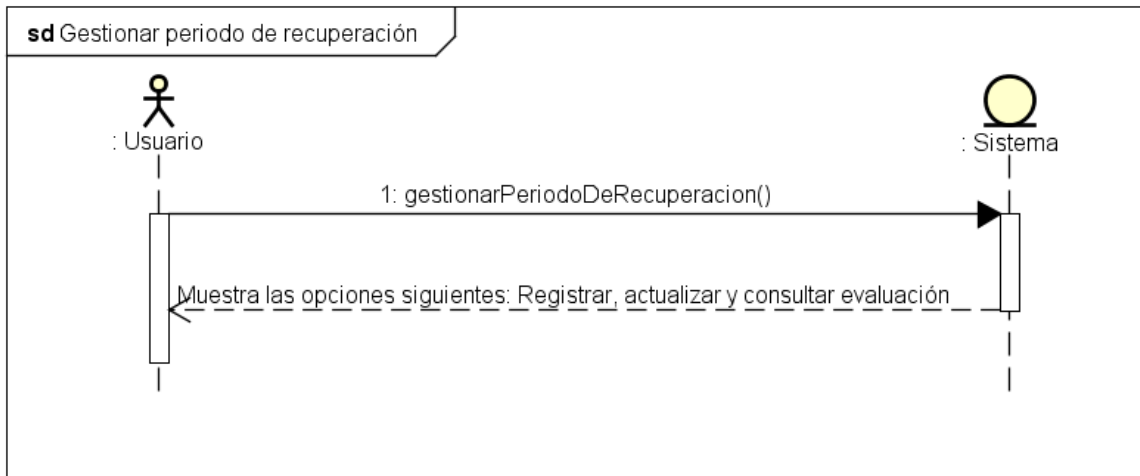 sd Gestionar periodo de recuperación
: Usuario
: Sistema
1: gestionarPeriodoDeRecuperacion()
Muestra las opciones siguientes: Registrar, actualizar y consultar evaluación